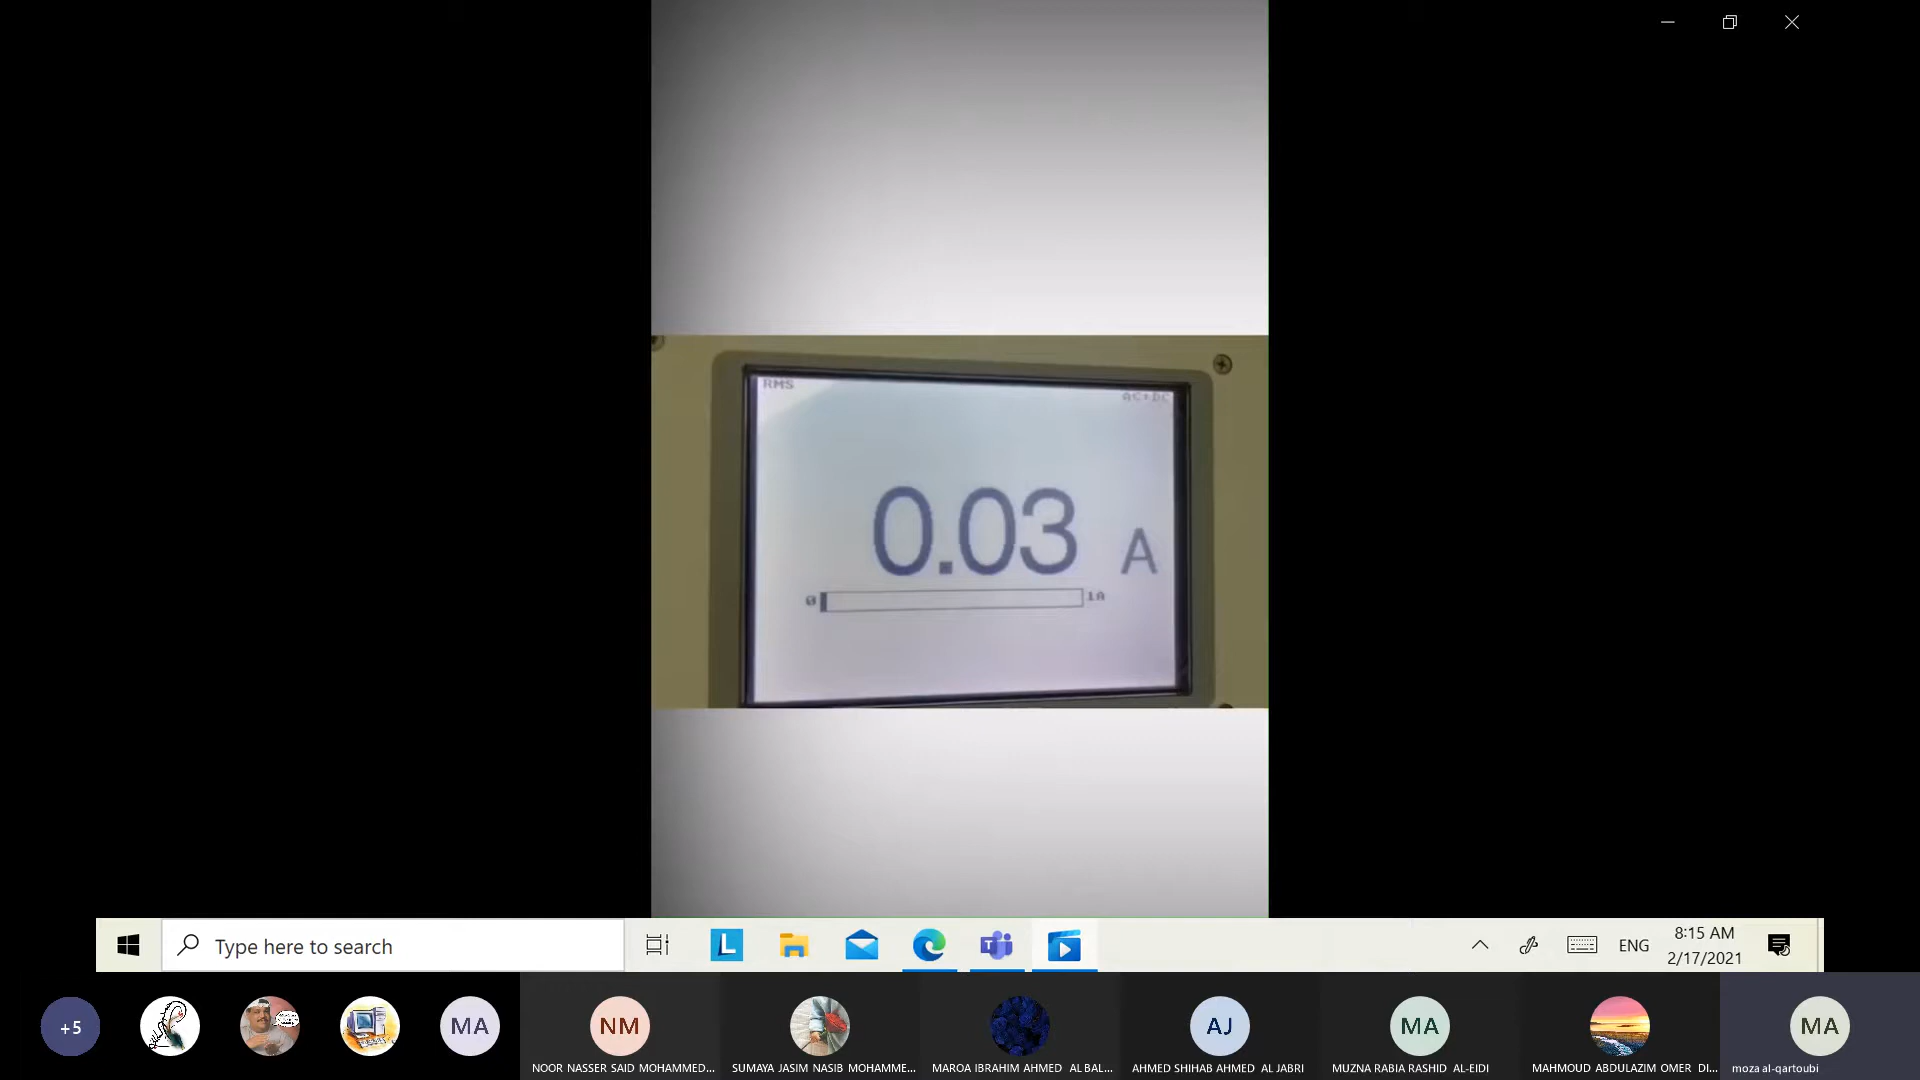 RMS
AC+DC
0.03 A
0 1A
Type here to search
L
T
ENG
8:15 AM
2/17/2021
+5
MA
NM
AJ
MA
MA
NOOR NASSER SAID MOHAMMED...
SUMAYA JASIM NASIB MOHAMME...
MAROA IBRAHIM AHMED AL BAL...
AHMED SHIHAB AHMED AL JABRI
MUZNA RABIA RASHID AL-EIDI
MAHMOUD ABDULAZIM OMER DI...
moza al-qartoubi